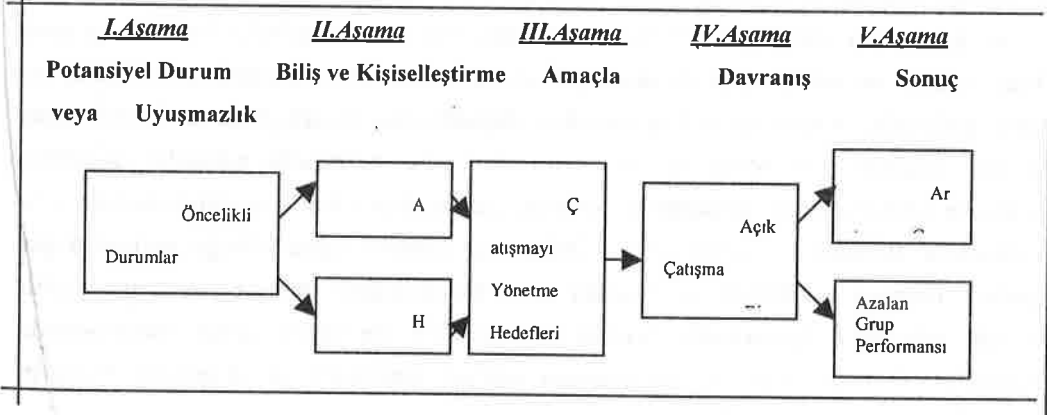 I.Aşama II.Aşama III.Aşama IV.Aşama V.Aşama
Potansiyel Durum Biliş ve Kişiselleştirme Amaçla Davranış Sonuç
veya Uyuşmazlık
Öncelikli
Durumlar
A
H
Ç
atışmayı
Yönetme
Hedefleri
Açık
Çatışma
Ar
Azalan
Grup
Performansı